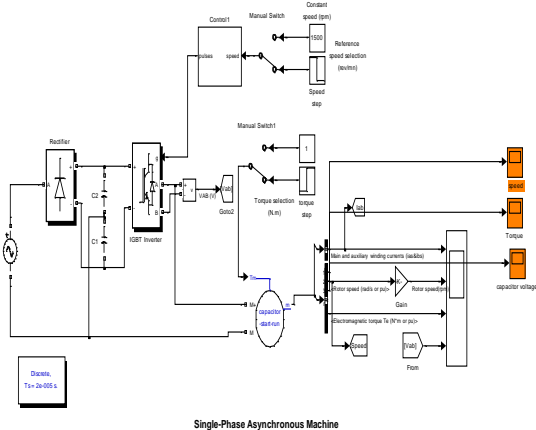 Control1
Manual Switch
Constant
speed (rpm)
pulses
speed
1500
Reference
speed selection
(rev/mn)
Speed
step
Rectifier
Manual Switch1
1
A
+
-
C2
C1
g
+
-
A
B
IGBT Inverter
+
-
v
VAB (V)
[Vab]
Goto2
Torque selection
(N.m)
torque
step
Iab
speed
Torque
capacitor voltage
Main and auxiliary winding currents (ias&ibs)
<Rotor speed (rad/s or pu)>
-K-
Rotor speed(rpm)
Gain
<Electromagnetic torque Te (N*m or pu)>
Tm
M+
M-
m
capacitor
start-run
Speed
[Vab]
From
Discrete,
Ts = 2e-005 s.
Single-Phase Asynchronous Machine